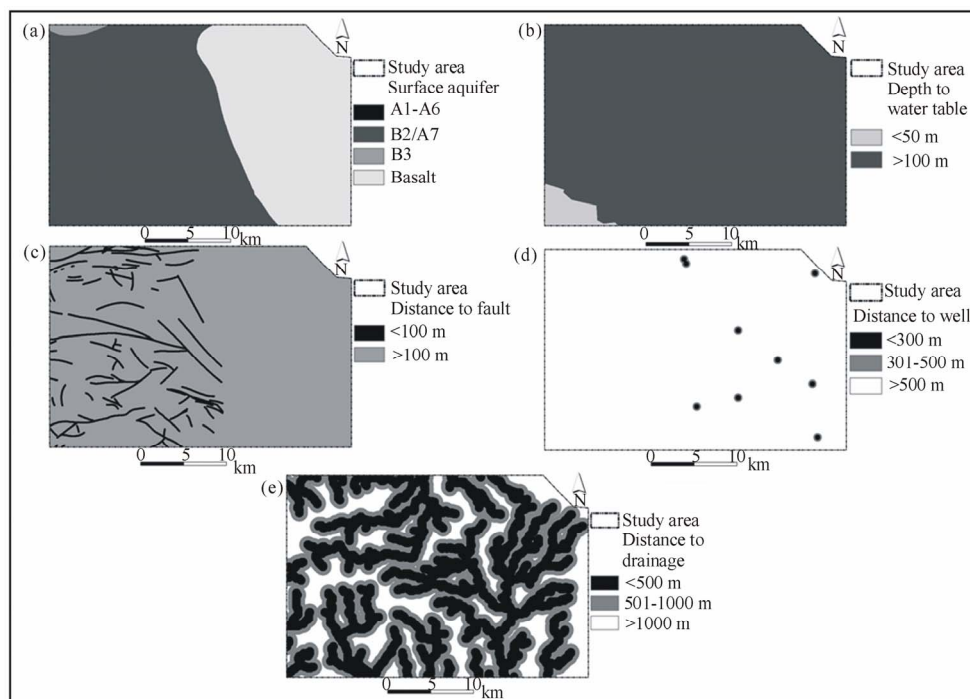 (a)
N
Study area
Surface aquifer
A1-A6
B2/A7
B3
Basalt
0 5 10
km
(b)
N
Study area
Depth to
water table
<50 m
>100 m
0 5 10
km
(c)
N
Study area
Distance to fault
<100 m
>100 m
0 5 10
km
(d)
N
Study area
Distance to well
<300 m
301-500 m
>500 m
0 5 10
km
(e)
N
Study area
Distance to
drainage
<500 m
501-1000 m
>1000 m
0 5 10
km